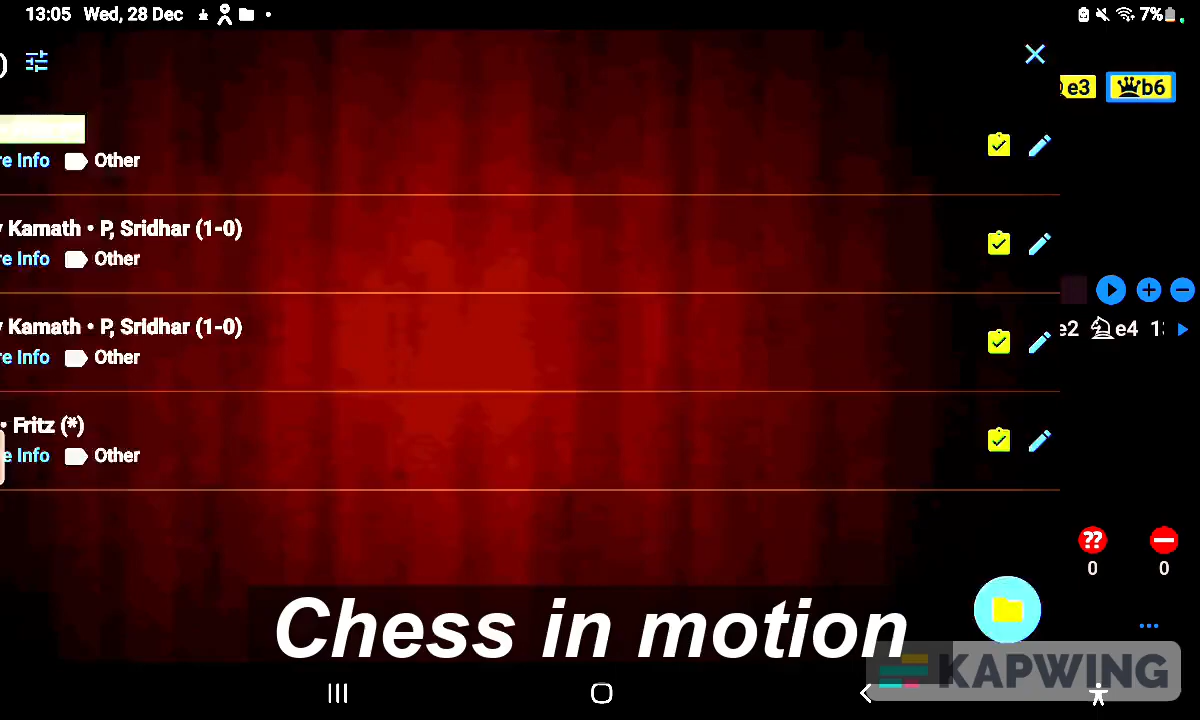 13:05 Wed, 28 Dec
7%
)
e3 b6
re Info Other
Kamath • P, Sridhar (1-0)
re Info Other
e2 e4
Kamath • P, Sridhar (1-0)
re Info Other
• Fritz (*)
e Info Other
??
0 0
Chess in motion
KAPWING